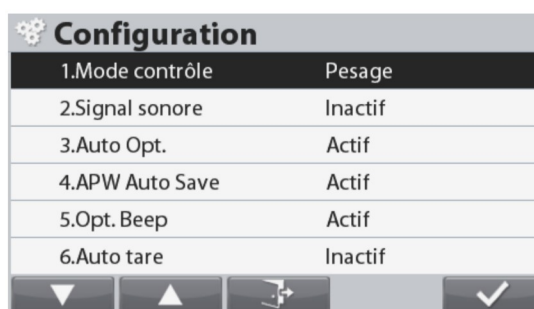 Configuration
1.Mode contrôle Pesage
2.Signal sonore Inactif
3.Auto Opt. Actif
4.APW Auto Save Actif
5.Opt. Beep Actif
6.Auto tare Inactif